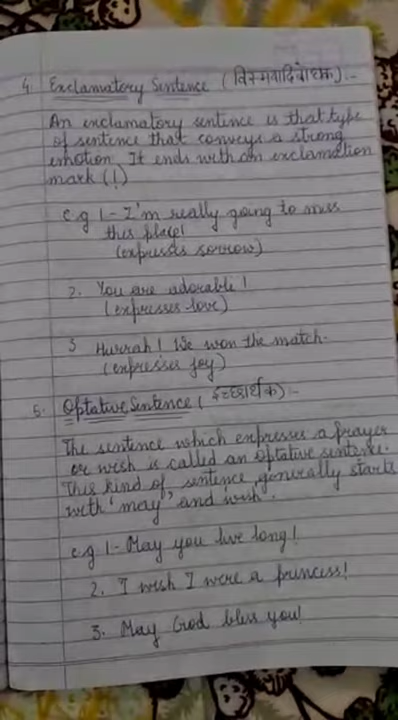 4. Exclamatory Sentence (विस्मयादिबोधक) :-
An exclamatory sentence is that type
of sentence that conveys a strong
emotion. It ends with an exclamation
mark (!)
e.g 1- I'm really going to miss
this place!
(expresses sorrow)
2. You are adorable!
(expresses love)
3 Hurrah! We won the match.
(expresses joy)
5. Optative Sentence (इच्छार्थक) :-
The sentence which expresses a prayer
or wish is called an optative sentence.
This kind of sentence generally starts
with 'may' and wish'.
e.g 1- May you live long!
2. I wish I were a princess!
3. May God bless you!